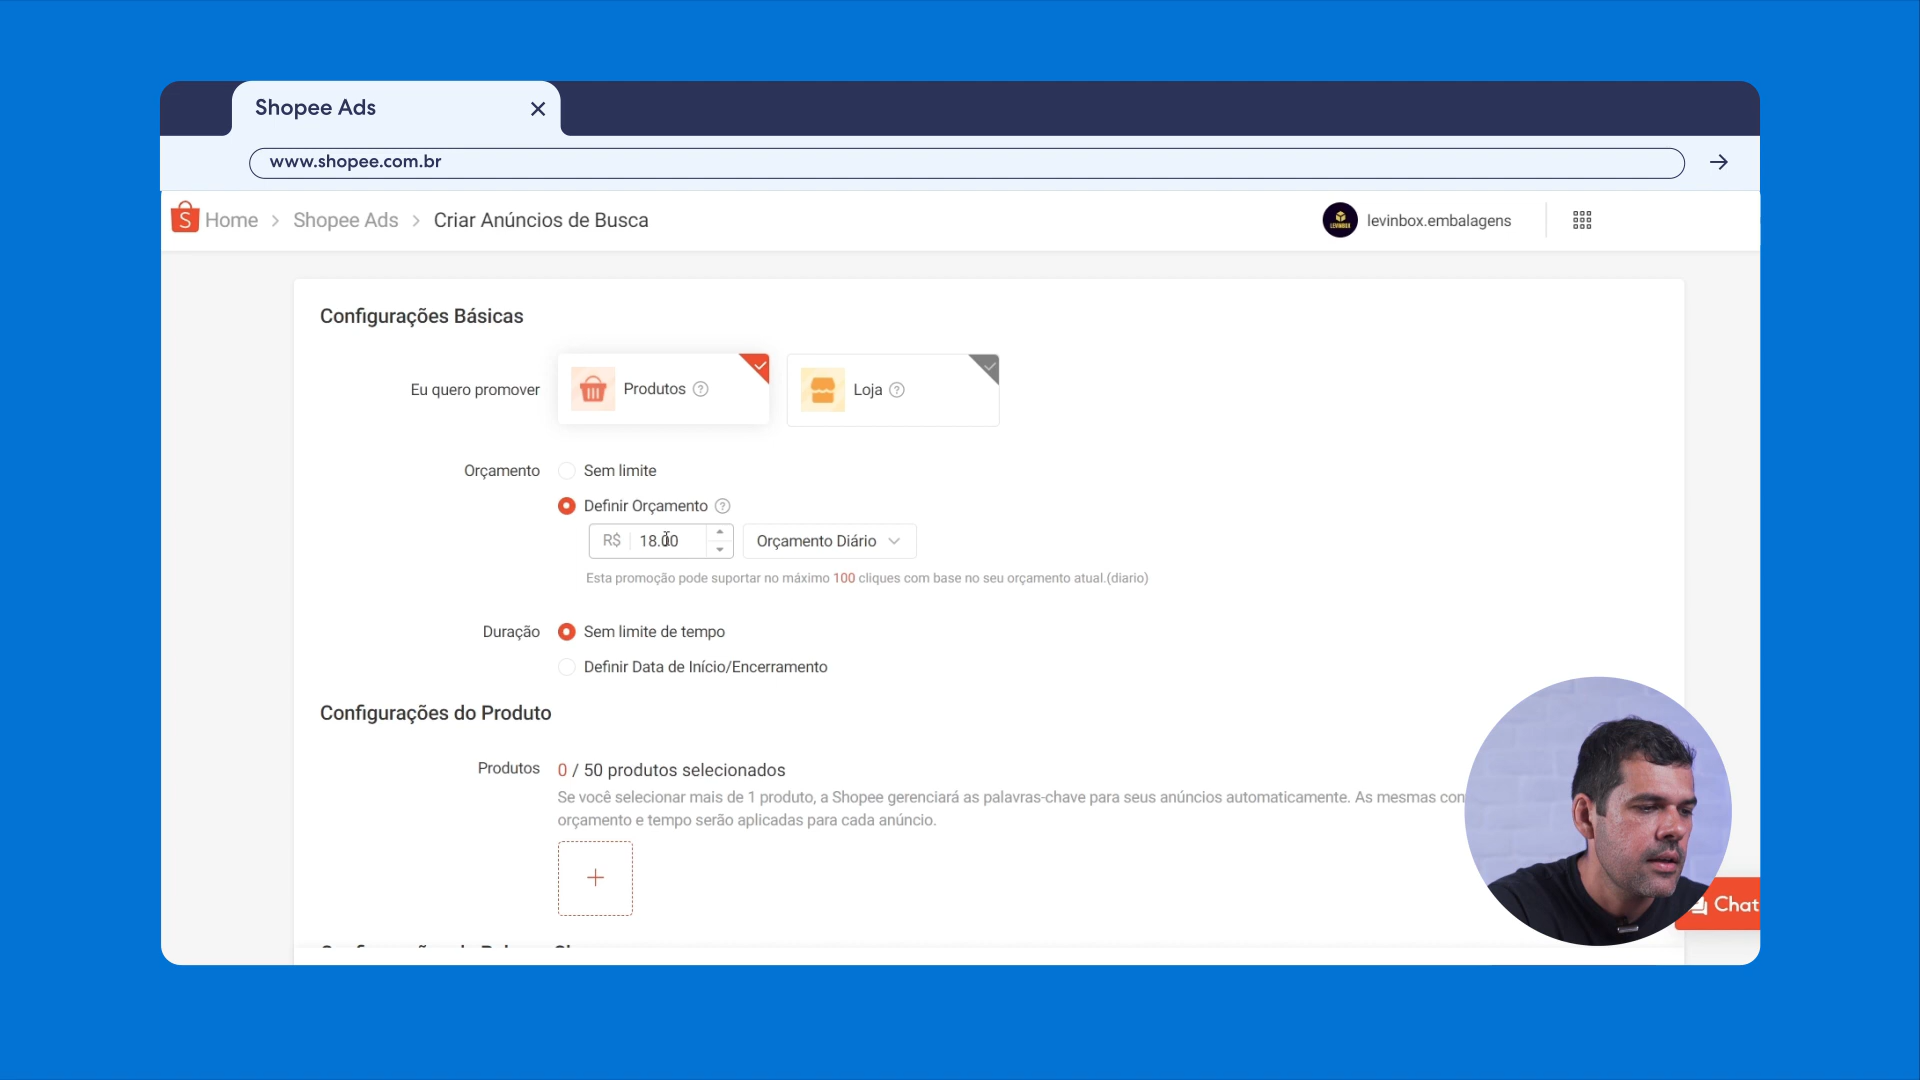 Shopee Ads
www.shopee.com.br
Home > Shopee Ads > Criar Anúncios de Busca
levinbox.embalagens
Configurações Básicas
Eu quero promover
Produtos
Loja
Orçamento
Sem limite
Definir Orçamento
R$ 18.00
Orçamento Diário
Esta promoção pode suportar no máximo 100 cliques com base no seu orçamento atual.(diario)
Duração
Sem limite de tempo
Definir Data de Início/Encerramento
Configurações do Produto
Produtos
0 / 50 produtos selecionados
Se você selecionar mais de 1 produto, a Shopee gerenciará as palavras-chave para seus anúncios automaticamente. As mesmas con
orçamento e tempo serão aplicadas para cada anúncio.
Chat